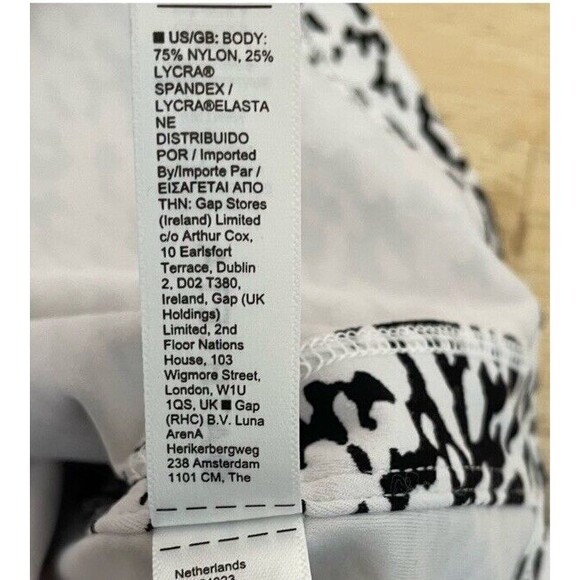 ■ US/GB: BODY:
75% NYLON, 25%
LYCRA®
SPANDEX /
LYCRA®ELASTA
NE
DISTRIBUIDO
POR / Imported
By/Importe Par /
ΕΙΣΑΓΕΤΑΙ ΑΠΟ
THN: Gap Stores
(Ireland) Limited
c/o Arthur Cox,
10 Earlsfort
Terrace, Dublin
2, D02 T380,
Ireland, Gap (UK
Holdings)
Limited, 2nd
Floor Nations
House, 103
Wigmore Street,
London, W1U
1QS, UK ■ Gap
(RHC) B.V. Luna
ArenA
Herikerbergweg
238 Amsterdam
1101 CM, The
Netherlands